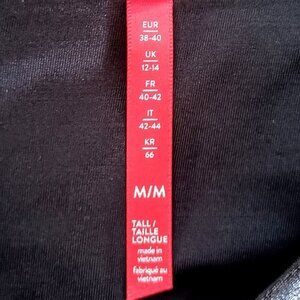 EUR
38-40
UK
12-14
FR
40-42
IT
42-44
KR
66
M/M
TALL/
TAILLE
LONGUE
made in
vietnam
fabriqué au
vietnam